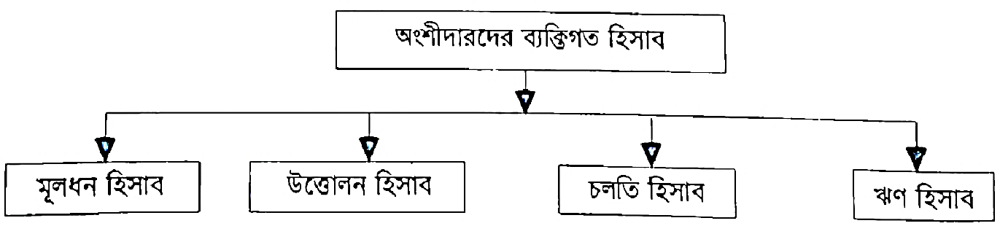 অংশীদারদের ব্যক্তিগত হিসাব
মূলধন হিসাব
উত্তোলন হিসাব
চলতি হিসাব
ঋণ হিসাব